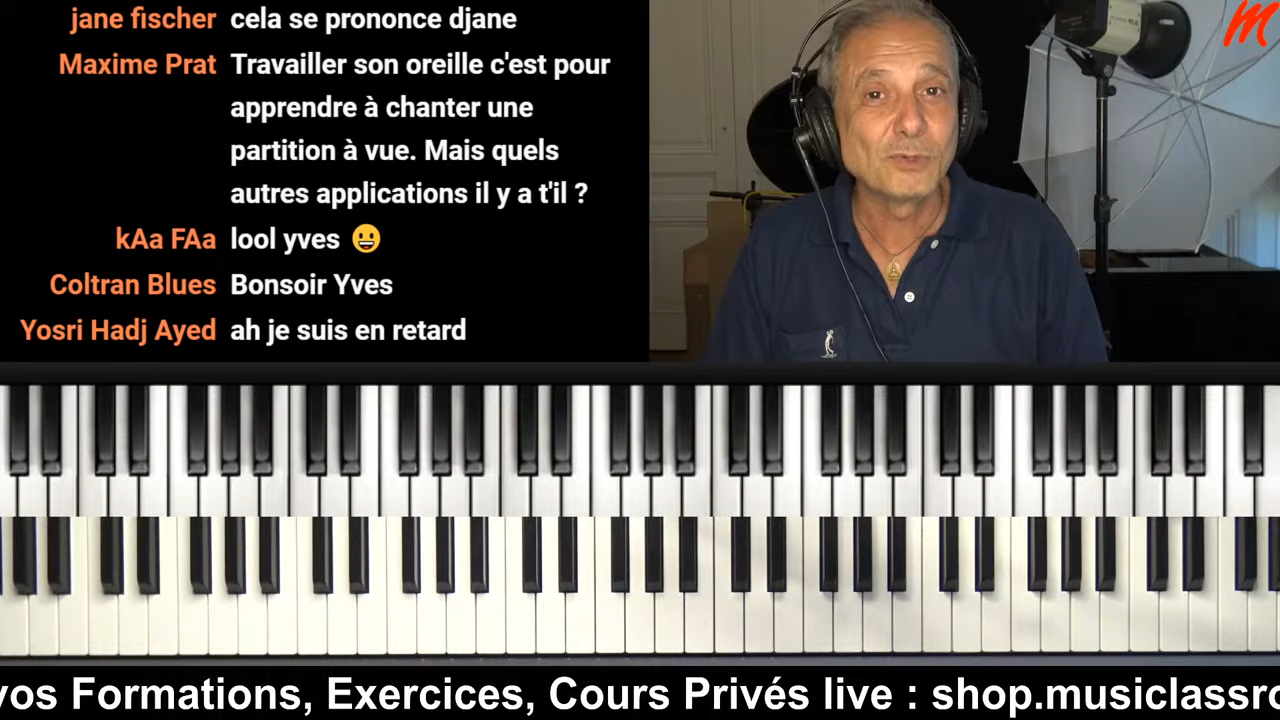 jane fischer cela se prononce djane
Maxime Prat Travailler son oreille c'est pour
apprendre à chanter une
partition à vue. Mais quels
autres applications il y a t'il ?
kAa FAa lool yves 😀
Coltran Blues Bonsoir Yves
Yosri Hadj Ayed ah je suis en retard
vos Formations, Exercices, Cours Privés live : shop.musiclassro